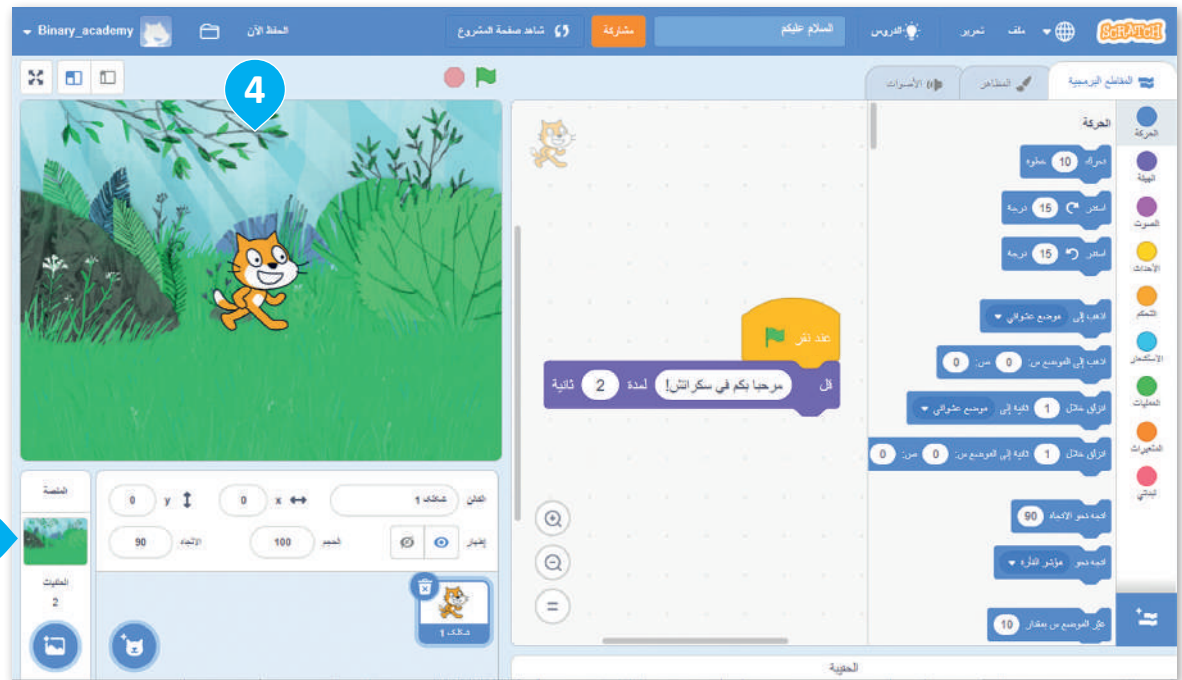 SCRATCH
ملف
تحرير
الدروس
السلام عليكم
مشاركة
شاهد صفحة المشروع
الحفظ الآن
Binary_academy
المقاطع البرمجية
المظاهر
الأصوات
4
الحركة
الهيئة
الصوت
الأحداث
التحكم
الاستشعار
العمليات
المتغيرات
لبناتي
الحركة
تحرك 10 خطوة
استدر 15 درجة
استدر 15 درجة
اذهب إلى موضع عشوائي
اذهب إلى الموضع س: 0 ص: 0
انزلق خلال 1 ثانية إلى موضع عشوائي
انزلق خلال 1 ثانية إلى الموضع س: 0 ص: 0
اتجه نحو الاتجاه 90
اتجه نحو مؤشر الفأرة
غيّر الموضع س بمقدار 10
عند نقر
قل مرحبا بكم في سكراتش! لمدة 2 ثانية
الكائن
x 0
y 0
إظهار
الحجم 100
الاتجاه 90
المنصة
الخلفيات
2
الحقيبة